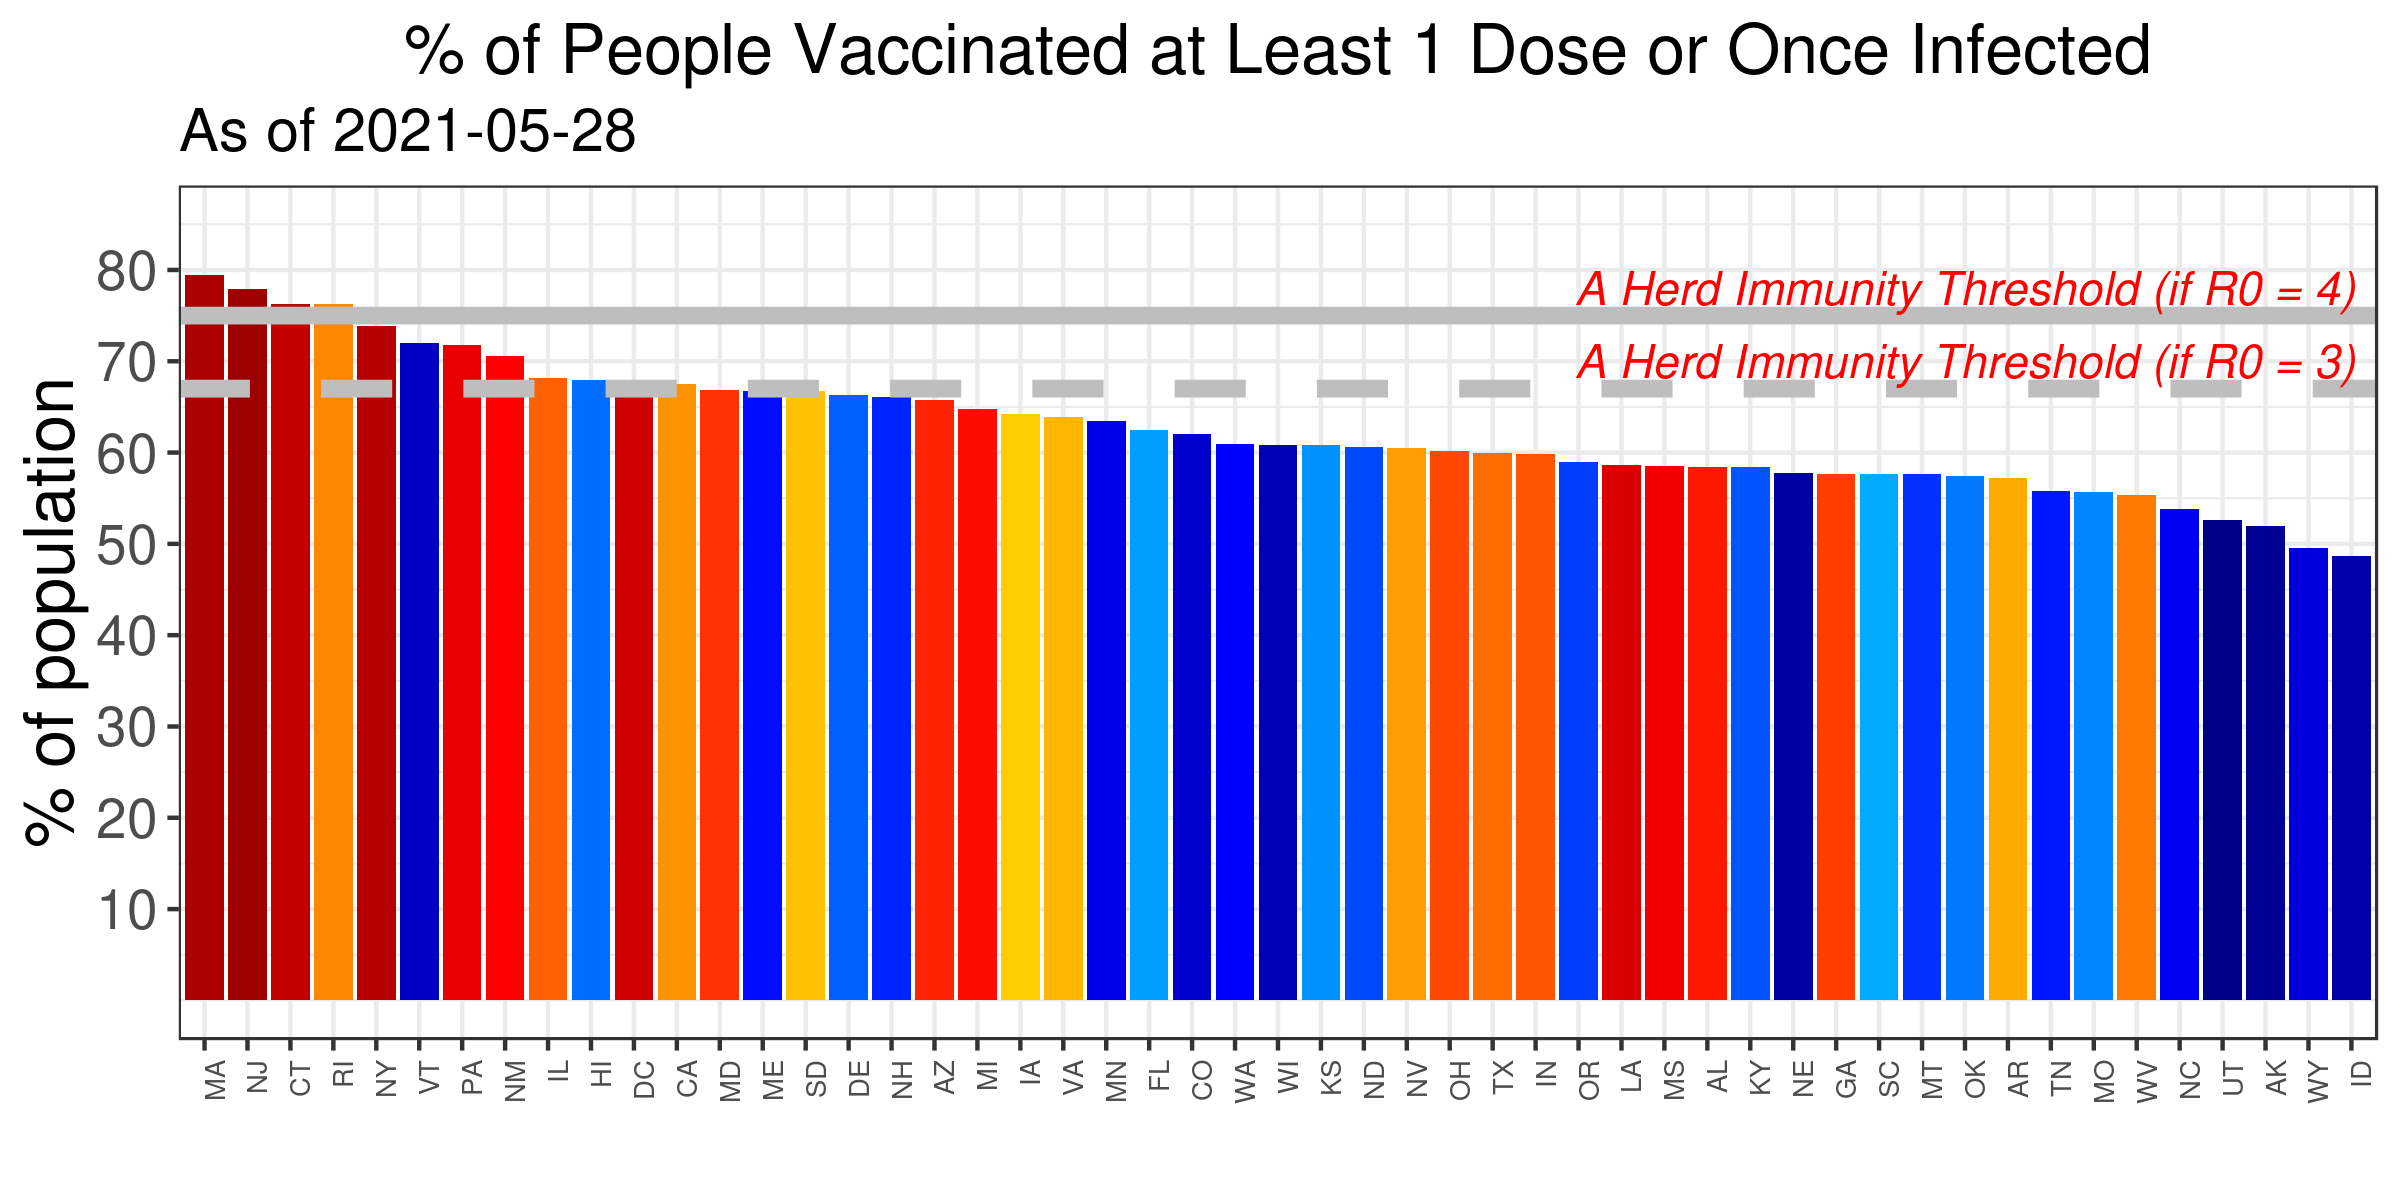 % of People Vaccinated at Least 1 Dose or Once Infected
As of 2021-05-28
% of population
80
70
60
50
40
30
20
10
A Herd Immunity Threshold (if R0 = 4)
A Herd Immunity Threshold (if R0 = 3)
MA NJ CT RI NY VT PA NM IL HI DC CA MD ME SD DE NH AZ MI IA VA MN FL CO WA WI KS ND NV OH TX IN OR LA MS AL KY NE GA SC MT OK AR TN MO WV NC UT AK WY ID